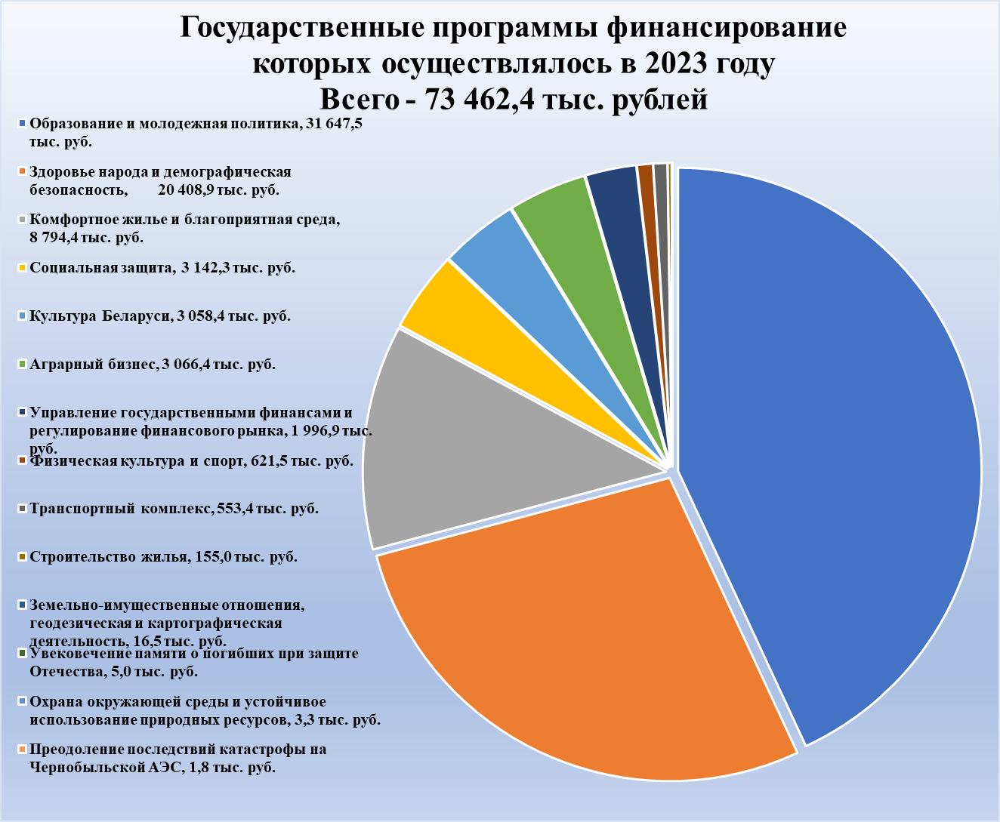 Государственные программы финансирование
которых осуществлялось в 2023 году
Всего - 73 462,4 тыс. рублей
Образование и молодежная политика, 31 647,5
тыс. руб.
Здоровье народа и демографическая
безопасность, 20 408,9 тыс. руб.
Комфортное жилье и благоприятная среда,
8 794,4 тыс. руб.
Социальная защита, 3 142,3 тыс. руб.
Культура Беларуси, 3 058,4 тыс. руб.
Аграрный бизнес, 3 066,4 тыс. руб.
Управление государственными финансами и
регулирование финансового рынка, 1 996,9 тыс.
руб.
Физическая культура и спорт, 621,5 тыс. руб.
Транспортный комплекс, 553,4 тыс. руб.
Строительство жилья, 155,0 тыс. руб.
Земельно-имущественные отношения,
геодезическая и картографическая
деятельность, 16,5 тыс. руб.
Увековечение памяти о погибших при защите
Отечества, 5,0 тыс. руб.
Охрана окружающей среды и устойчивое
использование природных ресурсов, 3,3 тыс. руб.
Преодоление последствий катастрофы на
Чернобыльской АЭС, 1,8 тыс. руб.